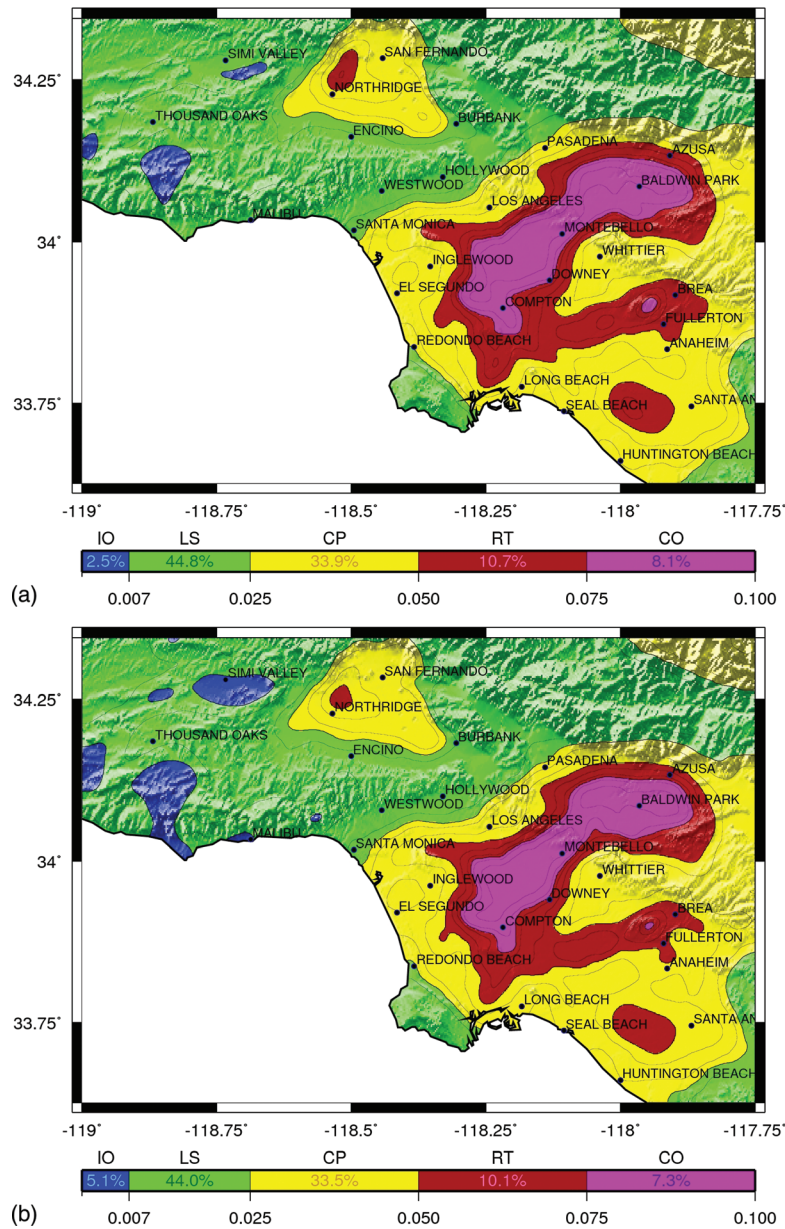 SIMI VALLEY
SAN FERNANDO
34.25°
NORTHRIDGE
THOUSAND OAKS
BURBANK
ENCINO
PASADENA
AZUSA
HOLLYWOOD
WESTWOOD
BALDWIN PARK
LOS ANGELES
MALIBU
SANTA MONICA
MONTEBELLO
34°
WHITTIER
INGLEWOOD
DOWNEY
EL SEGUNDO
BREA
COMPTON
FULLERTON
REDONDO BEACH
ANAHEIM
LONG BEACH
33.75°
SEAL BEACH
SANTA AN
HUNTINGTON BEACH
-119° -118.75° -118.5° -118.25° -118° -117.75°
IO LS CP RT CO
2.5% 44.8% 33.9% 10.7% 8.1%
(a)
0.007 0.025 0.050 0.075 0.100
SIMI VALLEY
SAN FERNANDO
34.25°
NORTHRIDGE
THOUSAND OAKS
BURBANK
ENCINO
PASADENA
AZUSA
HOLLYWOOD
WESTWOOD
BALDWIN PARK
LOS ANGELES
MALIBU
SANTA MONICA
MONTEBELLO
34°
WHITTIER
INGLEWOOD
DOWNEY
EL SEGUNDO
BREA
COMPTON
FULLERTON
REDONDO BEACH
ANAHEIM
LONG BEACH
33.75°
SEAL BEACH
SANTA AN
HUNTINGTON BEACH
-119° -118.75° -118.5° -118.25° -118° -117.75°
IO LS CP RT CO
5.1% 44.0% 33.5% 10.1% 7.3%
(b)
0.007 0.025 0.050 0.075 0.100